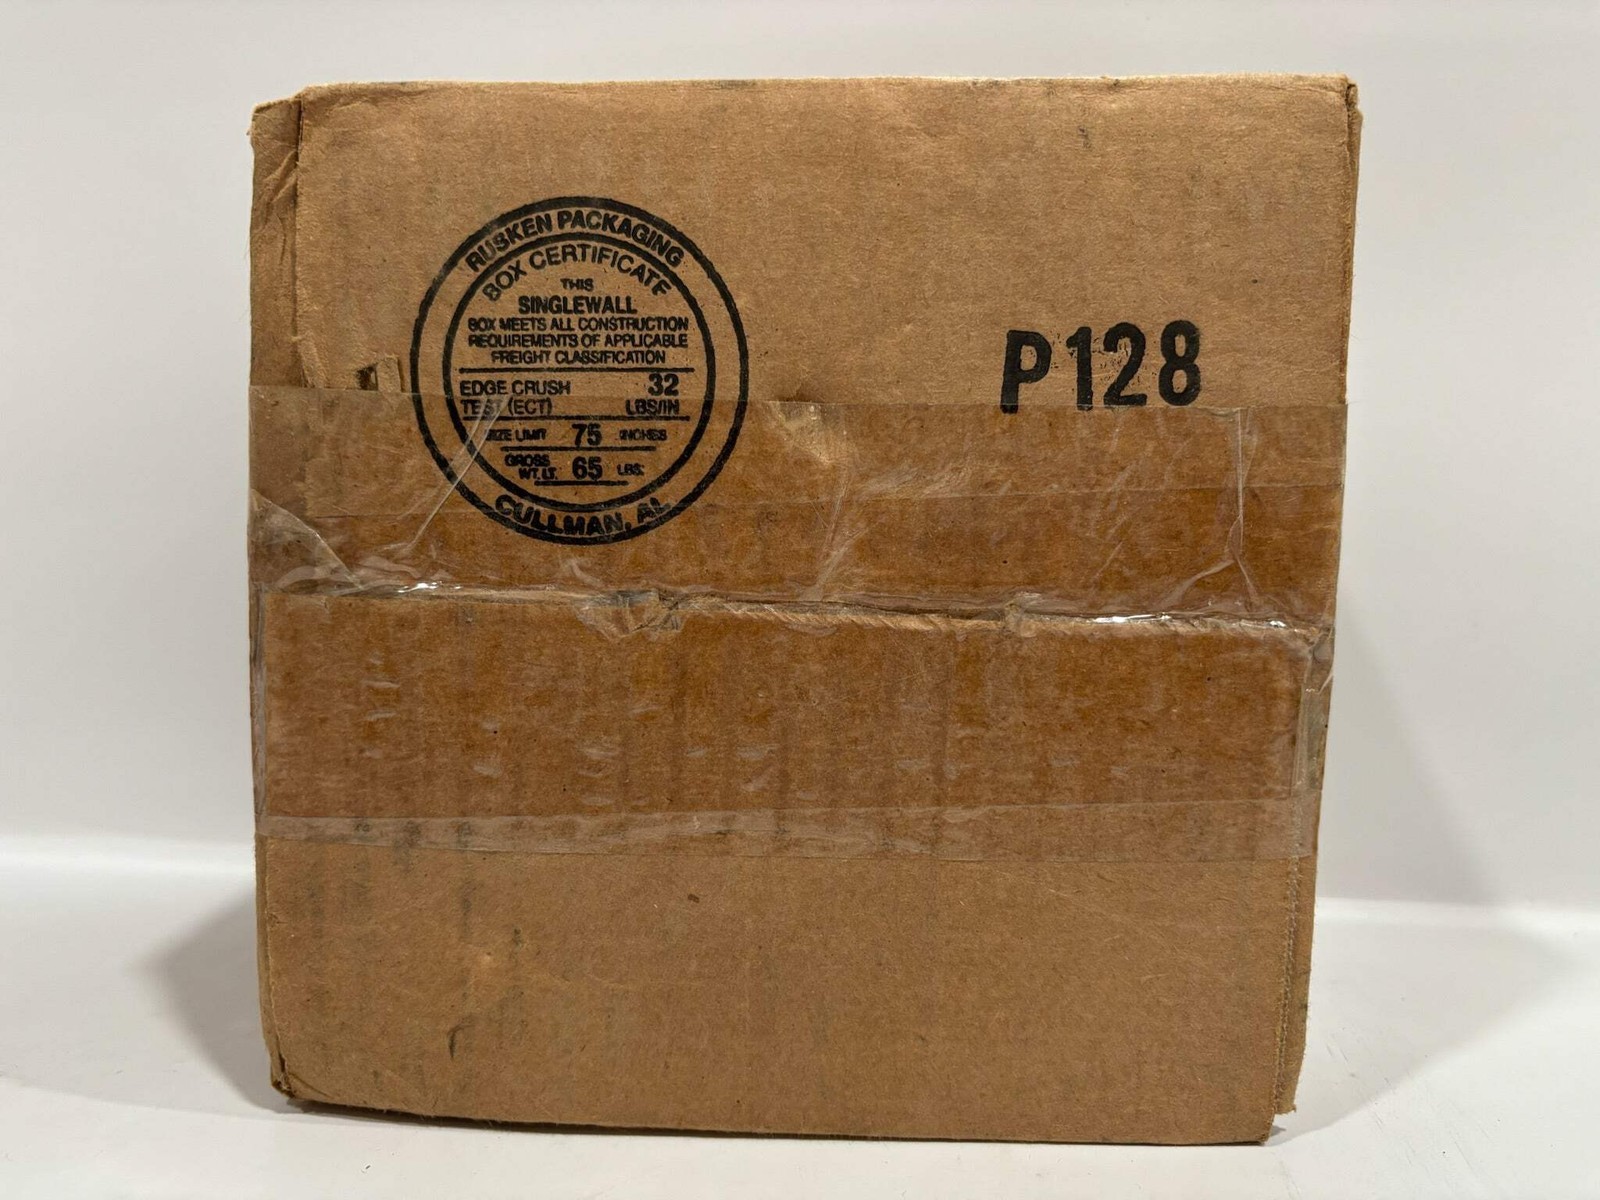 RUSKEN PACKAGING
BOX CERTIFICATE
THIS
SINGLEWALL
BOX MEETS ALL CONSTRUCTION
REQUIREMENTS OF APPLICABLE
FREIGHT CLASSIFICATION
EDGE CRUSH 32
TEST (ECT) LBS/IN
SIZE LIMIT 75 INCHES
GROSS
WT. LT. 65 LBS.
CULLMAN, AL
P128